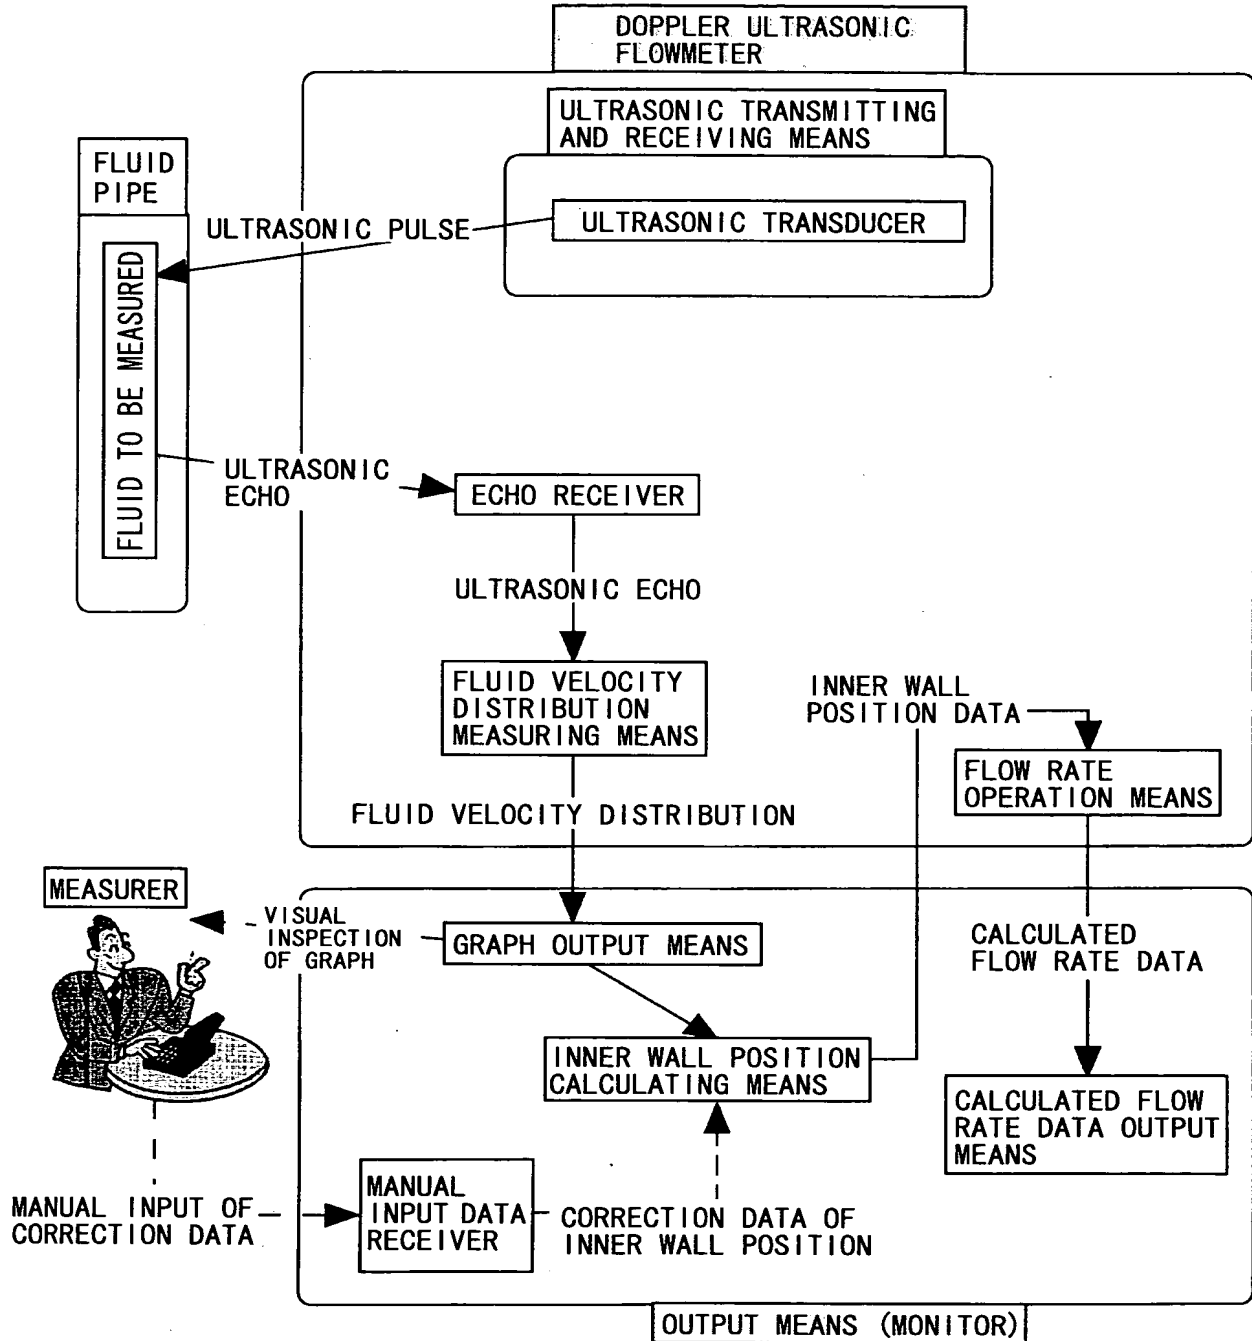 DOPPLER ULTRASONIC
FLOWMETER
ULTRASONIC TRANSMITTING
AND RECEIVING MEANS
FLUID
PIPE
ULTRASONIC TRANSDUCER
ULTRASONIC PULSE
FLUID TO BE MEASURED
ULTRASONIC
ECHO
ECHO RECEIVER
ULTRASONIC ECHO
FLUID VELOCITY
DISTRIBUTION
MEASURING MEANS
INNER WALL
POSITION DATA
FLOW RATE
OPERATION MEANS
FLUID VELOCITY DISTRIBUTION
MEASURER
VISUAL
INSPECTION
OF GRAPH
GRAPH OUTPUT MEANS
CALCULATED
FLOW RATE DATA
INNER WALL POSITION
CALCULATING MEANS
CALCULATED FLOW
RATE DATA OUTPUT
MEANS
MANUAL INPUT OF
CORRECTION DATA
MANUAL
INPUT DATA
RECEIVER
CORRECTION DATA OF
INNER WALL POSITION
OUTPUT MEANS (MONITOR)